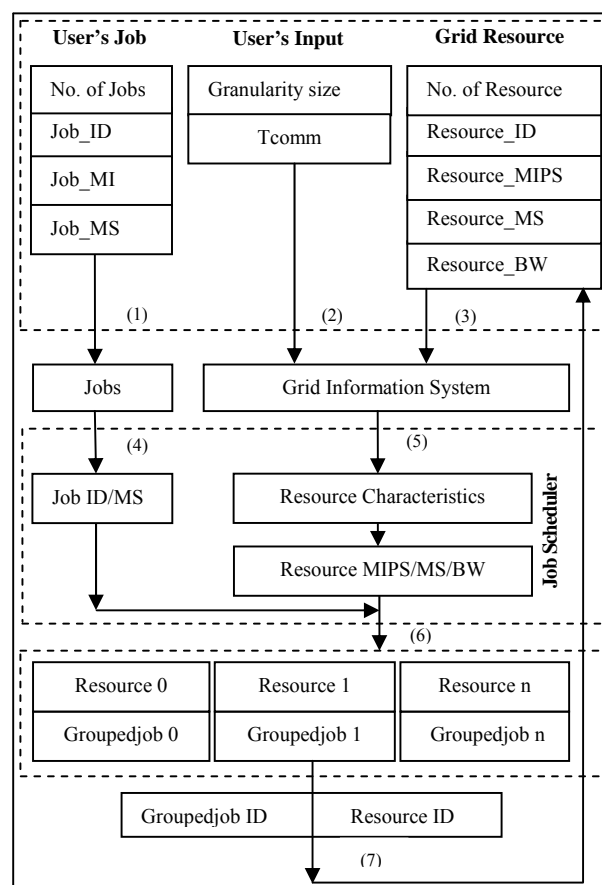 User's Job
User's Input
Grid Resource
No. of Jobs
Job_ID
Job_MI
Job_MS
Granularity size
Tcomm
No. of Resource
Resource_ID
Resource_MIPS
Resource_MS
Resource_BW
(1)
(2)
(3)
Jobs
Grid Information System
(4)
(5)
Job ID/MS
Resource Characteristics
Resource MIPS/MS/BW
Job Scheduler
(6)
Resource 0
Resource 1
Resource n
Groupedjob 0
Groupedjob 1
Groupedjob n
Groupedjob ID
Resource ID
(7)